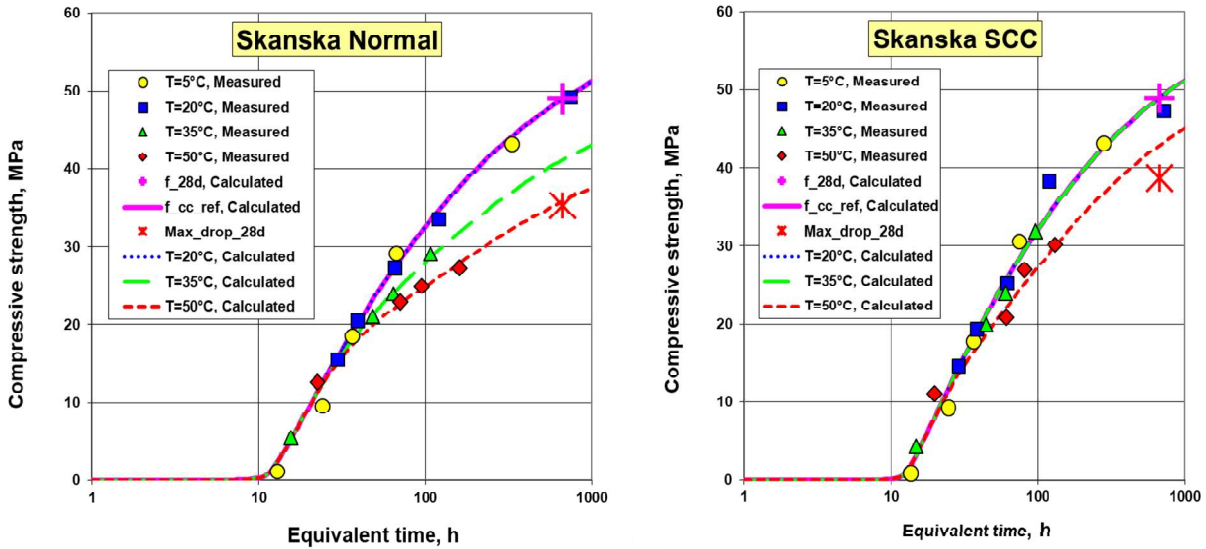 Skanska Normal
60
50
40
30
20
10
0
Compressive strength, MPa
T=5°C, Measured
T=20°C, Measured
T=35°C, Measured
T=50°C, Measured
f_28d, Calculated
f_cc_ref, Calculated
Max_drop_28d
T=20°C, Calculated
T=35°C, Calculated
T=50°C, Calculated
1 10 100 1000
Equivalent time, h
Skanska SCC
60
50
40
30
20
10
0
Compressive strength, MPa
T=5°C, Measured
T=20°C, Measured
T=35°C, Measured
T=50°C, Measured
f_28d, Calculated
f_cc_ref, Calculated
Max_drop_28d
T=20°C, Calculated
T=35°C, Calculated
T=50°C, Calculated
1 10 100 1000
Equivalent time, h